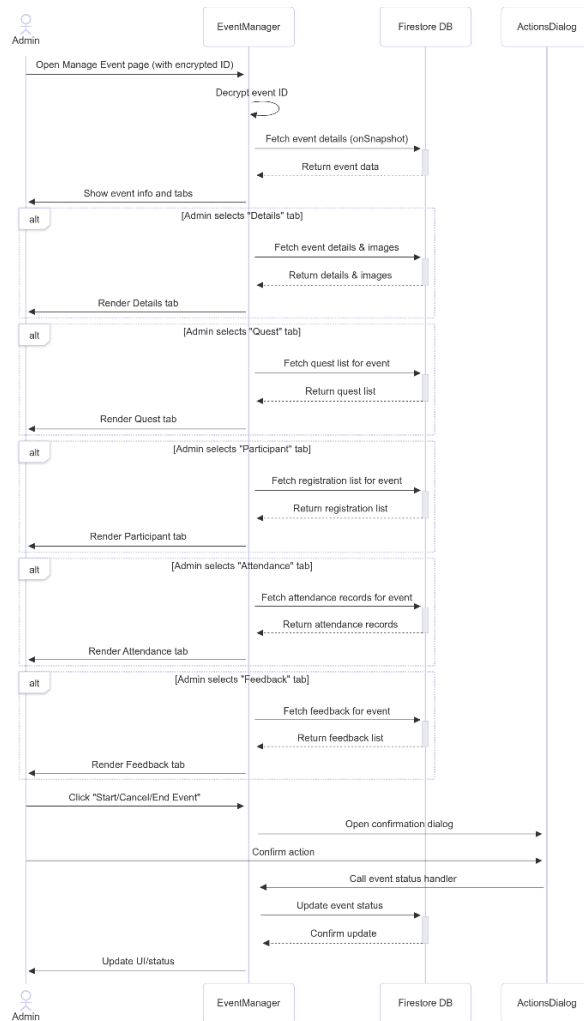 Admin
EventManager
Firestore DB
ActionsDialog
Open Manage Event page (with encrypted ID)
Decrypt event ID
Fetch event details (onSnapshot)
Return event data
Show event info and tabs
alt
[Admin selects "Details" tab]
Fetch event details & images
Return details & images
Render Details tab
alt
[Admin selects "Quest" tab]
Fetch quest list for event
Return quest list
Render Quest tab
alt
[Admin selects "Participant" tab]
Fetch registration list for event
Return registration list
Render Participant tab
alt
[Admin selects "Attendance" tab]
Fetch attendance records for event
Return attendance records
Render Attendance tab
alt
[Admin selects "Feedback" tab]
Fetch feedback for event
Return feedback list
Render Feedback tab
Click "Start/Cancel/End Event"
Open confirmation dialog
Confirm action
Call event status handler
Update event status
Confirm update
Update UI/status
Admin
EventManager
Firestore DB
ActionsDialog